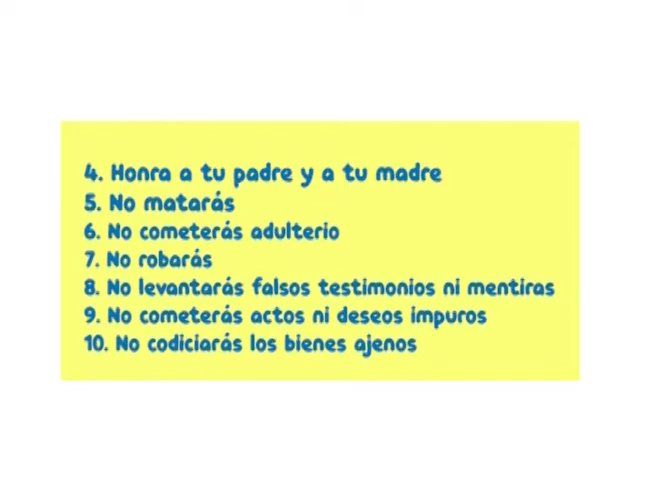 4. Honra a tu padre y a tu madre
5. No matarás
6. No cometerás adulterio
7. No robarás
8. No levantarás falsos testimonios ni mentiras
9. No cometerás actos ni deseos impuros
10. No codiciarás los bienes ajenos